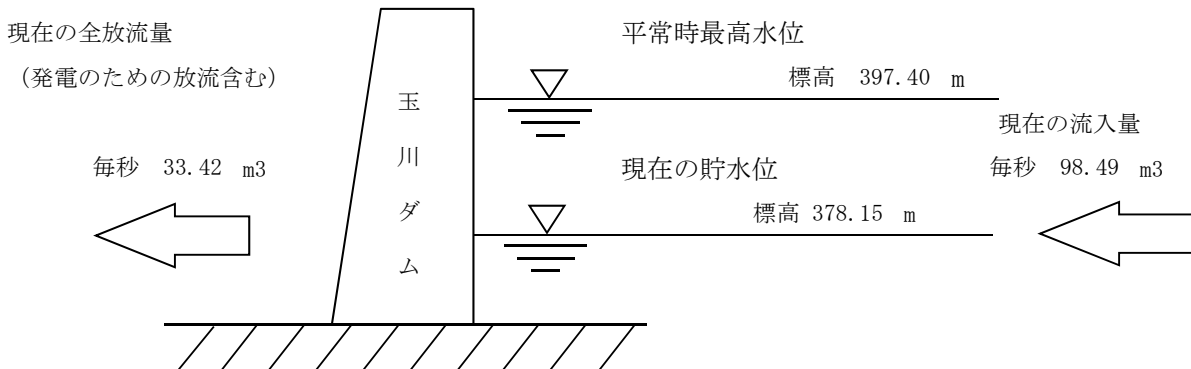 現在の全放流量
（発電のための放流含む）
毎秒 33.42 m3
玉川ダム
平常時最高水位
標高 397.40 m
現在の貯水位
標高 378.15 m
現在の流入量
毎秒 98.49 m3